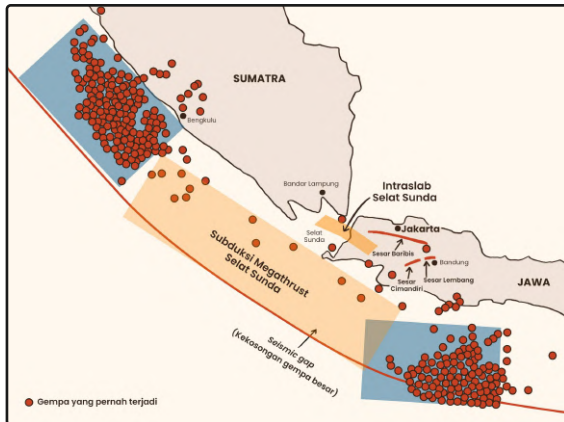 SUMATRA
Bengkulu
Bandar Lampung
Intraslab
Selat Sunda
Selat
Sunda
Jakarta
Sesar Baribis
Bandung
Sesar
Cimandiri
Sesar Lembang
JAWA
Subduksi Megathrust
Selat Sunda
Seismic gap
(Kekosongan gempa besar)
Gempa yang pernah terjadi